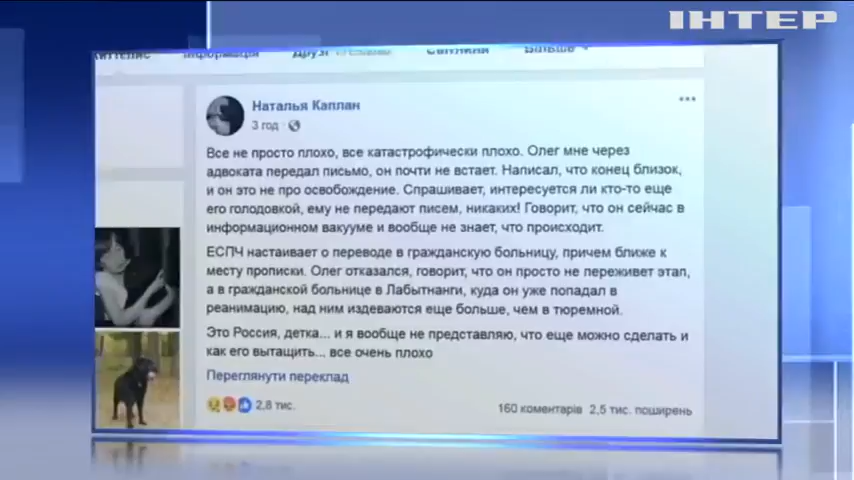 ІНТЕР
Інформація Друзі Світлини Більше
Наталья Каплан
3 год
Все не просто плохо, все катастрофически плохо. Олег мне через
адвоката передал письмо, он почти не встает. Написал, что конец близок,
и он это не про освобождение. Спрашивает, интересуется ли кто-то еще
его голодовкой, ему не передают писем, никаких! Говорит, что он сейчас в
информационном вакууме и вообще не знает, что происходит.
ЕСПЧ настаивает о переводе в гражданскую больницу, причем ближе к
месту прописки. Олег отказался, говорит, что он просто не переживет этап,
а в гражданской больнице в Лабытнанги, куда он уже попадал в
реанимацию, над ним издеваются еще больше, чем в тюремной.
Это Россия, детка... и я вообще не представляю, что еще можно сделать и
как его вытащить... все очень плохо
Переглянути переклад
2,8 тис.
160 коментарів 2,5 тис. поширень